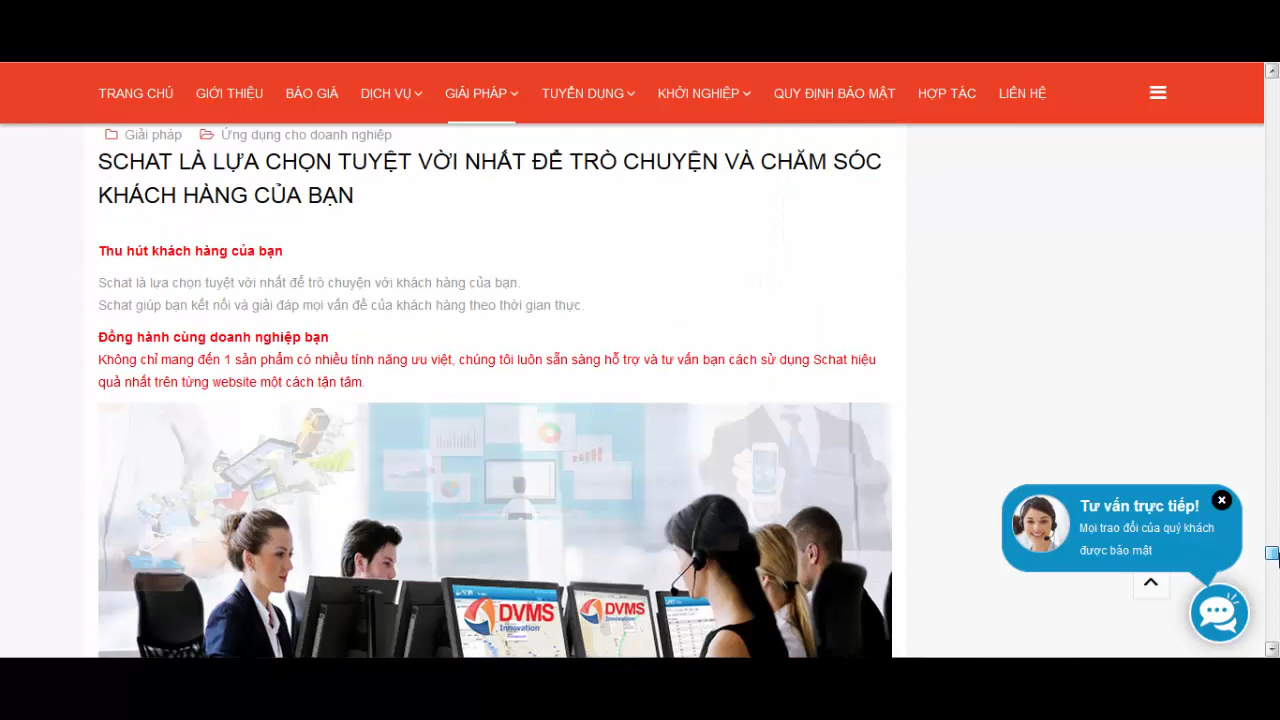 TRANG CHỦ GIỚI THIỆU BÁO GIÁ DỊCH VỤ GIẢI PHÁP TUYỂN DỤNG KHỞI NGHIỆP QUY ĐỊNH BẢO MẬT HỢP TÁC LIÊN HỆ
Giải pháp Ứng dụng cho doanh nghiệp
SCHAT LÀ LỰA CHỌN TUYỆT VỜI NHẤT ĐỂ TRÒ CHUYỆN VÀ CHĂM SÓC
KHÁCH HÀNG CỦA BẠN
Thu hút khách hàng của bạn
Schat là lựa chọn tuyệt vời nhất để trò chuyện với khách hàng của bạn.
Schat giúp bạn kết nối và giải đáp mọi vấn đề của khách hàng theo thời gian thực.
Đồng hành cùng doanh nghiệp bạn
Không chỉ mang đến 1 sản phẩm có nhiều tính năng ưu việt, chúng tôi luôn sẵn sàng hỗ trợ và tư vấn bạn cách sử dụng Schat hiệu
quả nhất trên từng website một cách tận tâm.
Tư vấn trực tiếp!
Mọi trao đổi của quý khách
được bảo mật
DVMS
Innovation
DVMS
Innovation